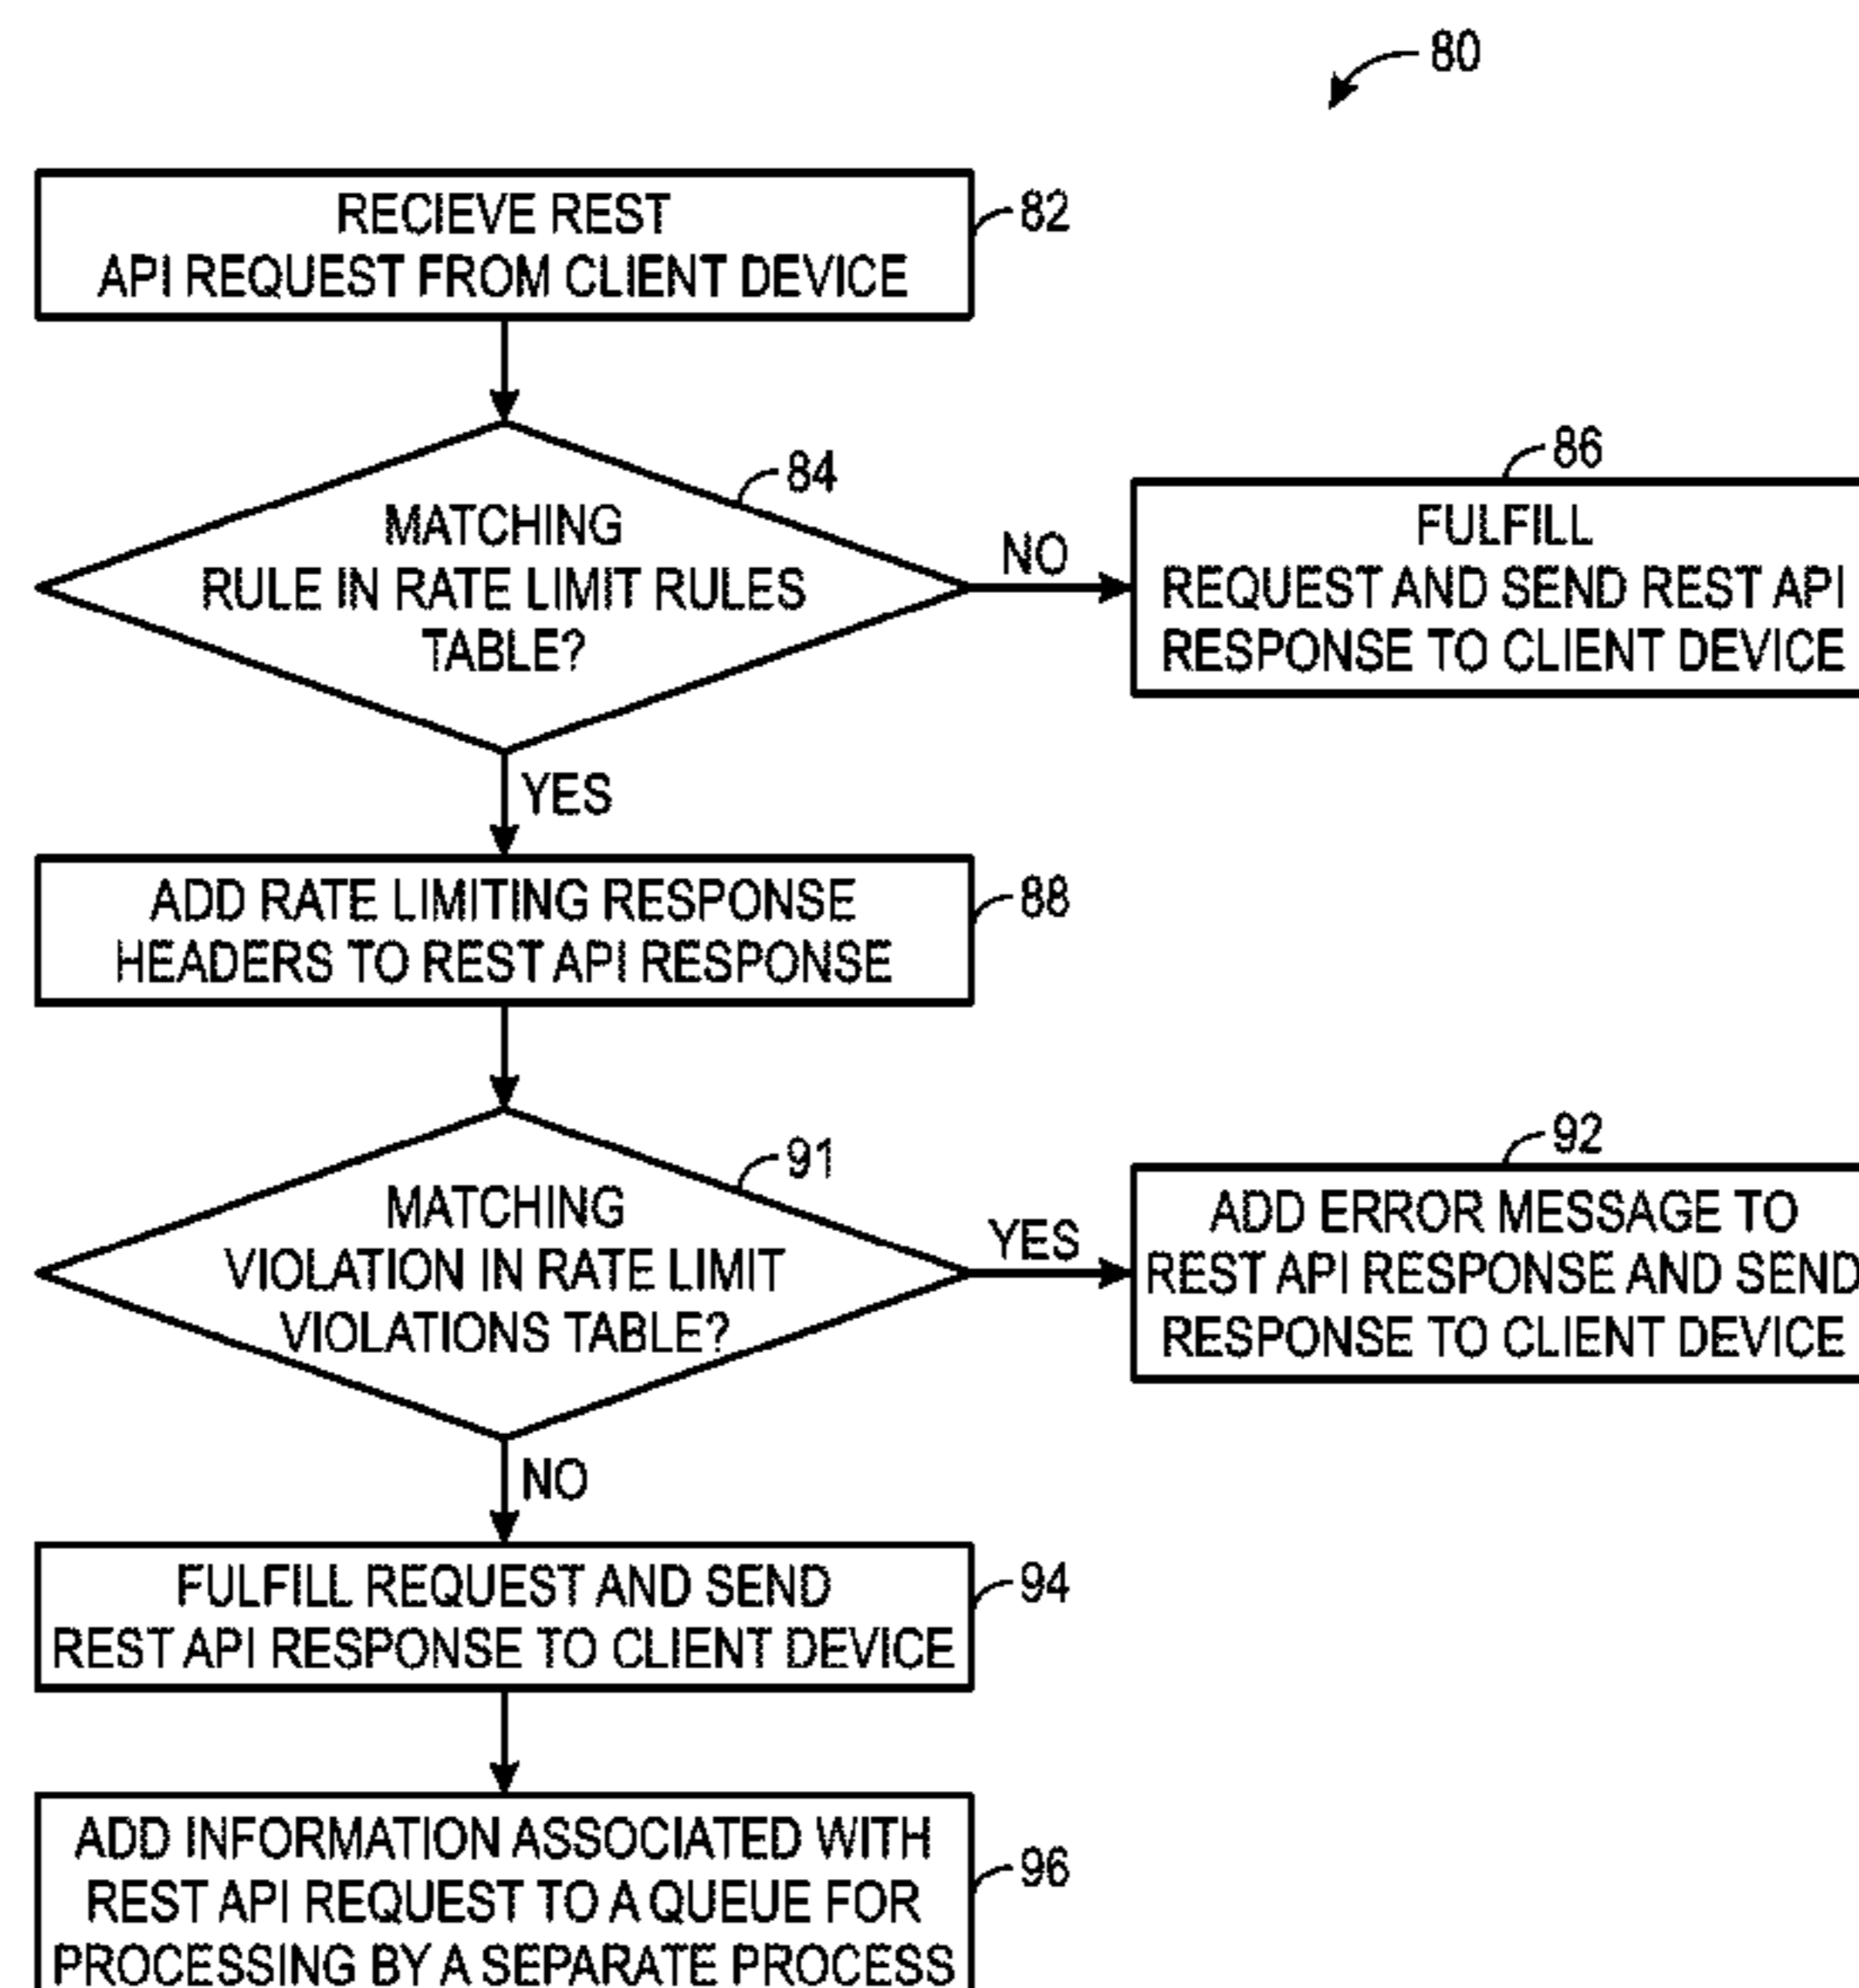 80
RECIEVE REST
API REQUEST FROM CLIENT DEVICE
82
MATCHING
RULE IN RATE LIMIT RULES
TABLE?
84
NO
86
FULFILL
REQUEST AND SEND REST API
RESPONSE TO CLIENT DEVICE
YES
ADD RATE LIMITING RESPONSE
HEADERS TO REST API RESPONSE
88
MATCHING
VIOLATION IN RATE LIMIT
VIOLATIONS TABLE?
91
YES
92
ADD ERROR MESSAGE TO
REST API RESPONSE AND SEND
RESPONSE TO CLIENT DEVICE
NO
FULFILL REQUEST AND SEND
REST API RESPONSE TO CLIENT DEVICE
94
ADD INFORMATION ASSOCIATED WITH
REST API REQUEST TO A QUEUE FOR
PROCESSING BY A SEPARATE PROCESS
96